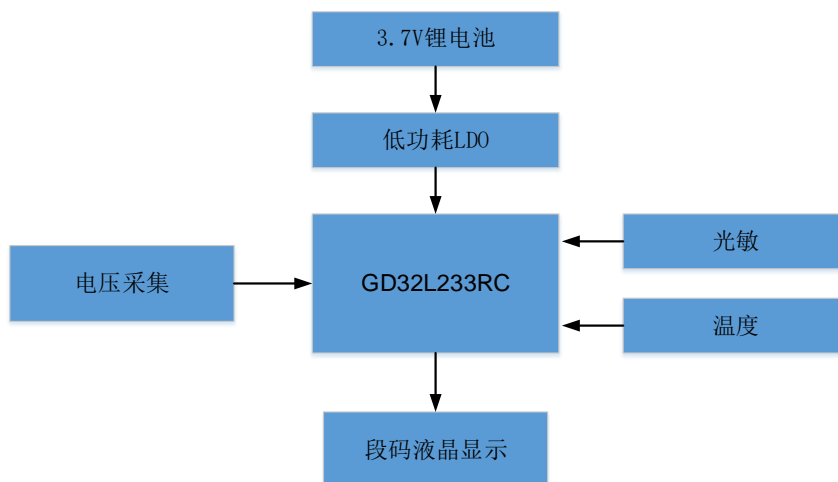 3.7V锂电池
低功耗LDO
光敏
电压采集
GD32L233RC
温度
段码液晶显示